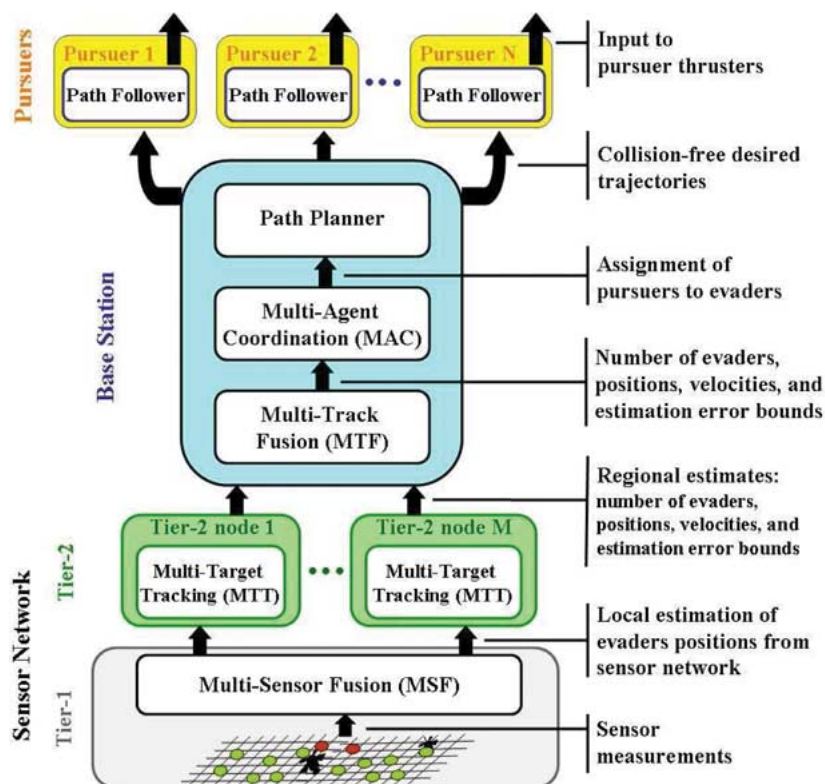 Pursuers
Pursuer 1
Pursuer 2
Pursuer N
Path Follower
Path Follower
Path Follower
Input to
pursuer thrusters
Collision-free desired
trajectories
Base Station
Path Planner
Assignment of
pursuers to evaders
Multi-Agent
Coordination (MAC)
Number of evaders,
positions, velocities, and
estimation error bounds
Multi-Track
Fusion (MTF)
Regional estimates:
number of evaders,
positions, velocities, and
estimation error bounds
Sensor Network
Tier-2
Tier-2 node 1
Tier-2 node M
Multi-Target
Tracking (MTT)
Multi-Target
Tracking (MTT)
Local estimation of
evaders positions from
sensor network
Tier-1
Multi-Sensor Fusion (MSF)
Sensor
measurements